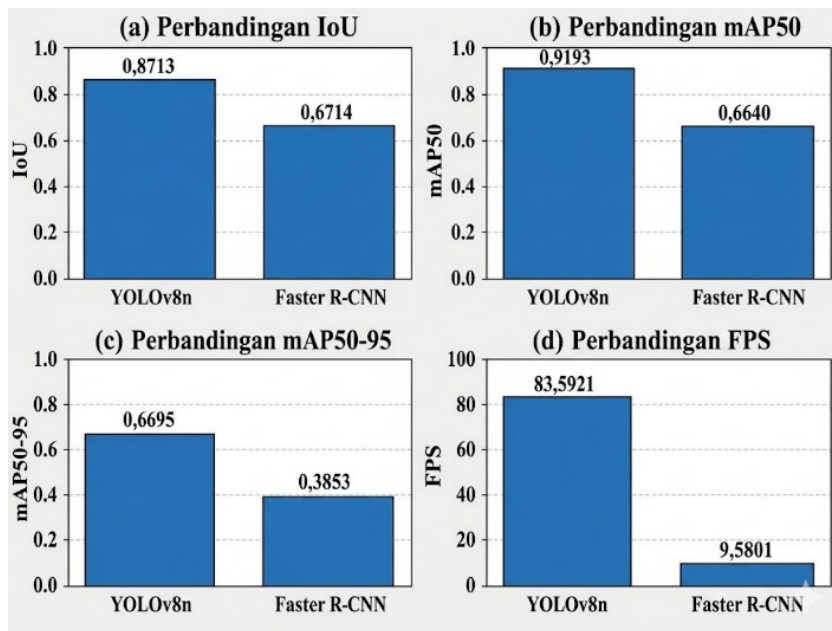 (a) Perbandingan IoU
1.0
0.8
0.6
0.4
0.2
0.0
IoU
0,8713
0,6714
YOLOv8n
Faster R-CNN
(b) Perbandingan mAP50
1.0
0.8
0.6
0.4
0.2
0.0
mAP50
0,9193
0,6640
YOLOv8n
Faster R-CNN
(c) Perbandingan mAP50-95
1.0
0.8
0.6
0.4
0.2
0.0
mAP50-95
0,6695
0,3853
YOLOv8n
Faster R-CNN
(d) Perbandingan FPS
100
80
60
40
20
0
FPS
83,5921
9,5801
YOLOv8n
Faster R-CNN